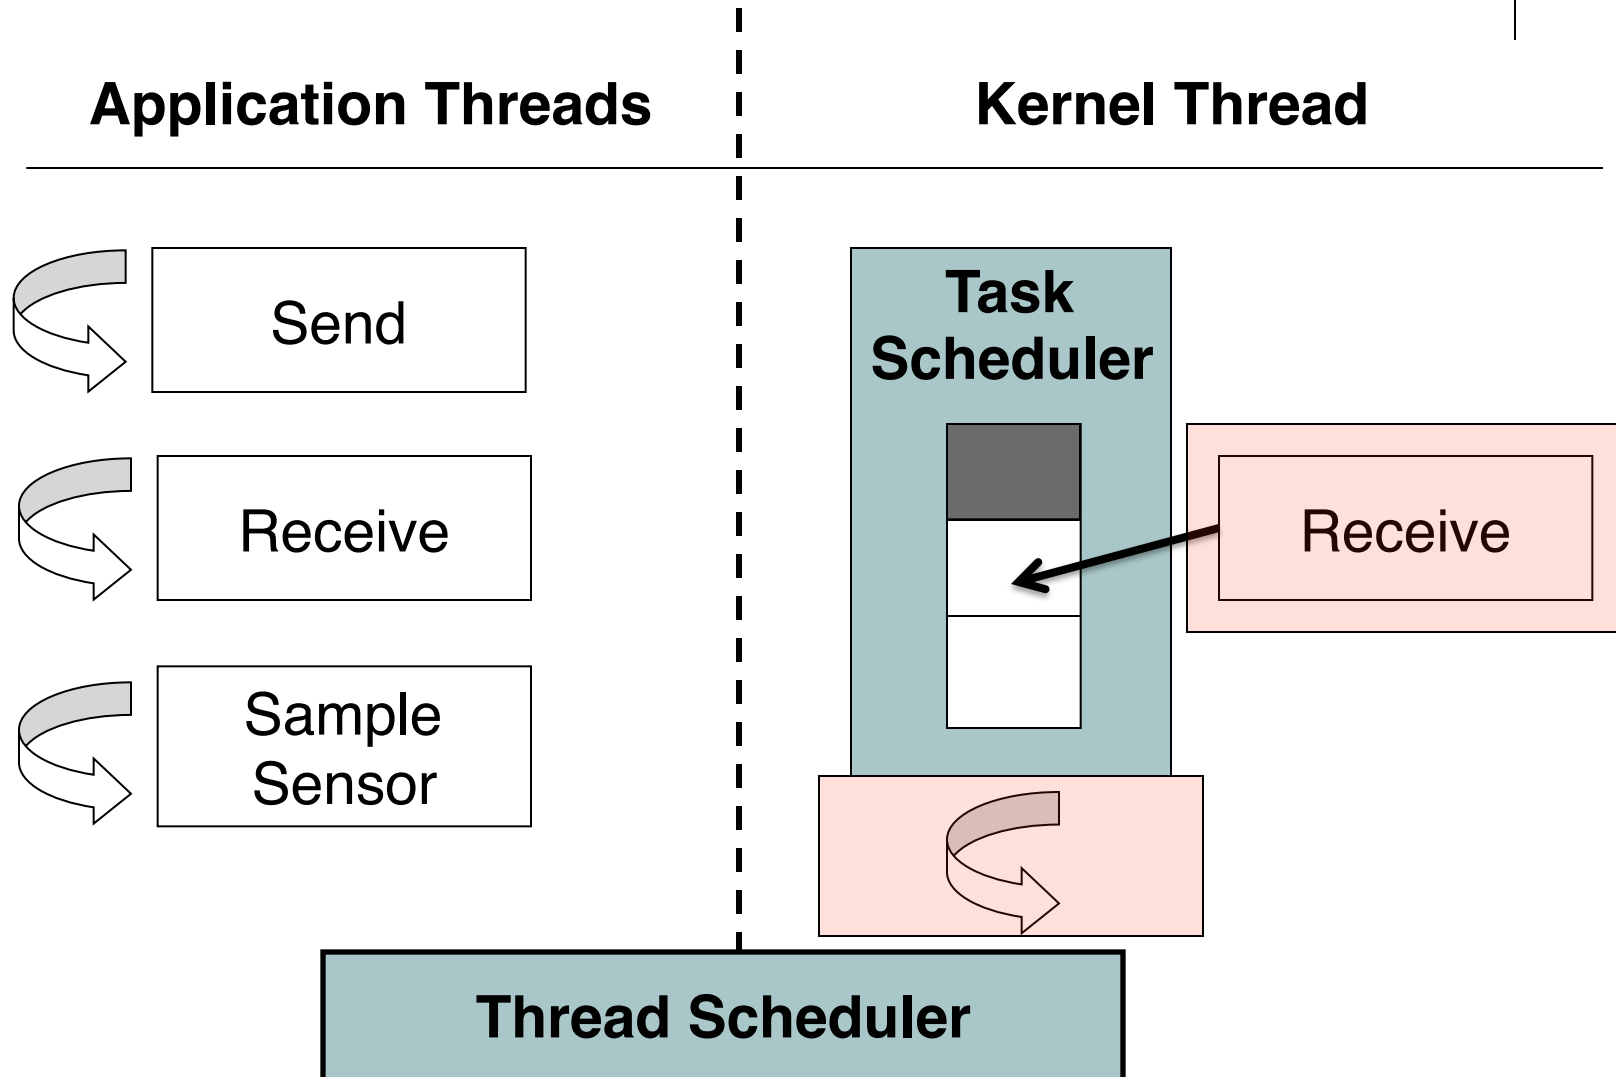 Application Threads
Kernel Thread
Send
Receive
Sample
Sensor
Task
Scheduler
Receive
Thread Scheduler